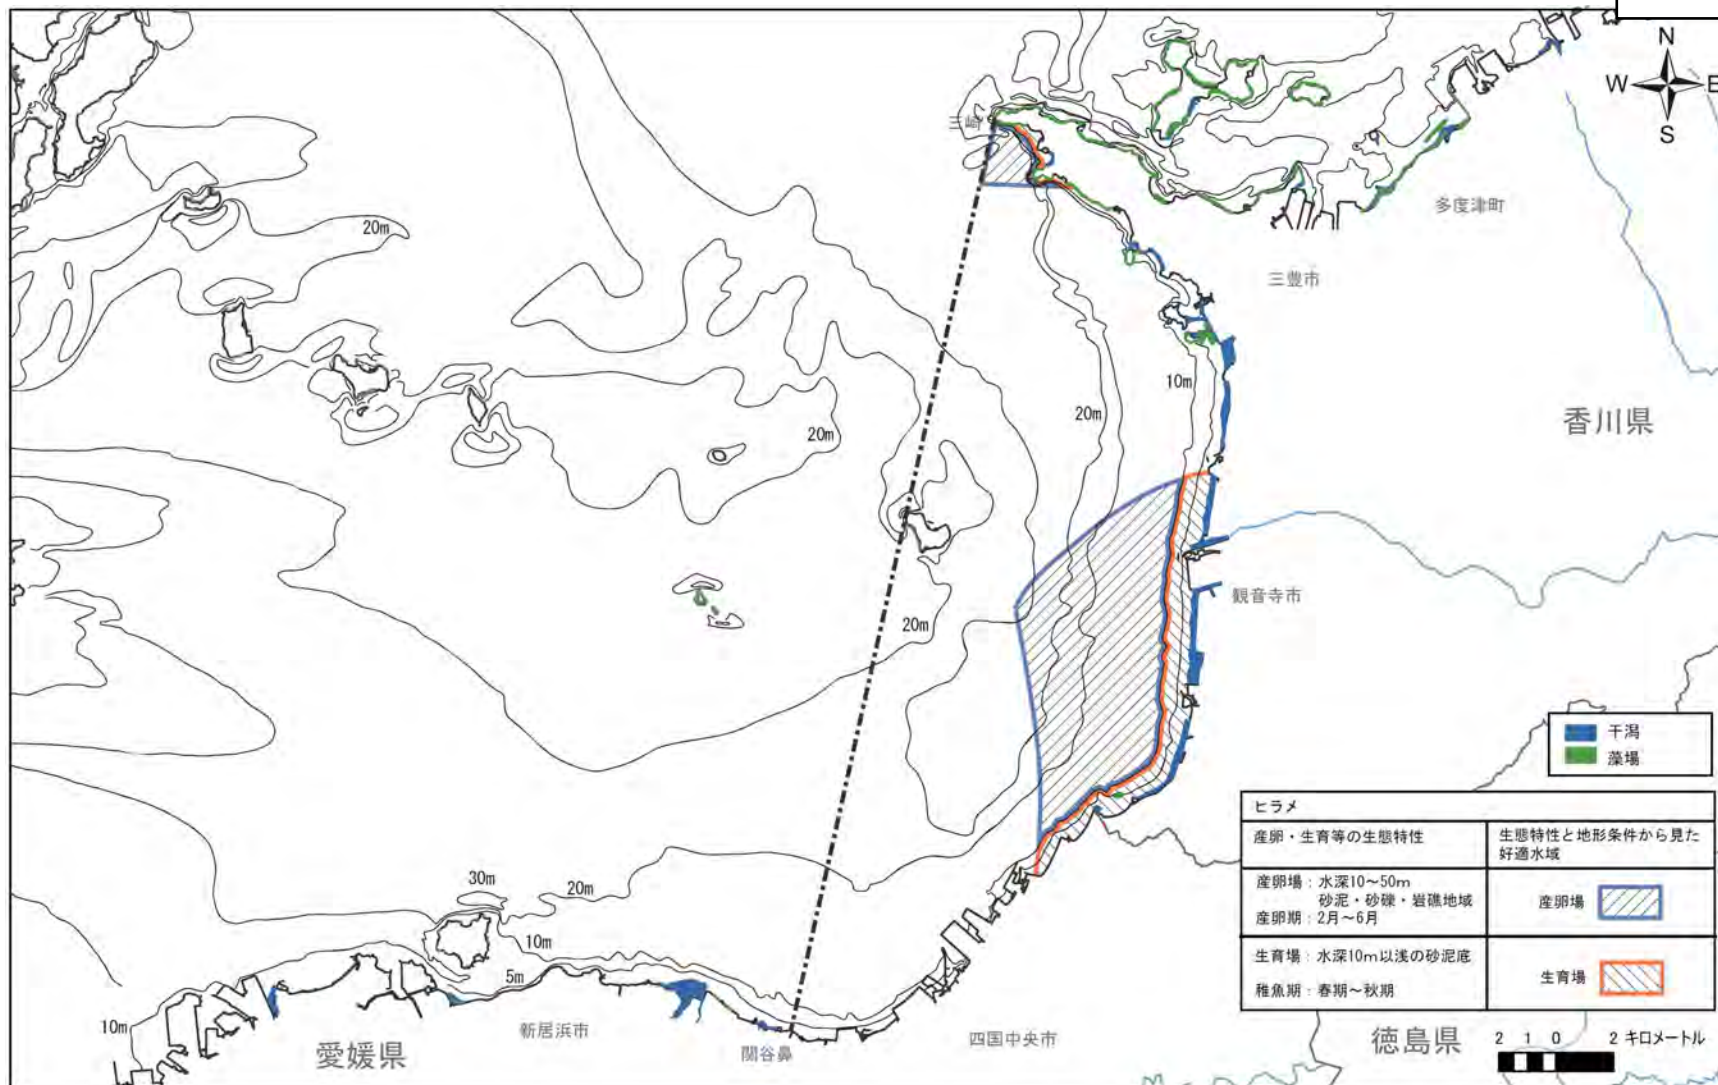 N
W E
S
三崎
多度津町
20m
三豊市
10m
20m
香川県
20m
観音寺市
20m
干潟
藻場
ヒラメ
産卵・生育等の生態特性
生態特性と地形条件から見た
好適水域
産卵場：水深10～50m
砂泥・砂礫・岩礁地域
産卵期：2月～6月
産卵場
生育場：水深10m以浅の砂泥底
稚魚期：春期～秋期
生育場
30m
20m
10m
5m
10m
新居浜市
愛媛県
関谷鼻
四国中央市
徳島県
2 1 0 2 キロメートル